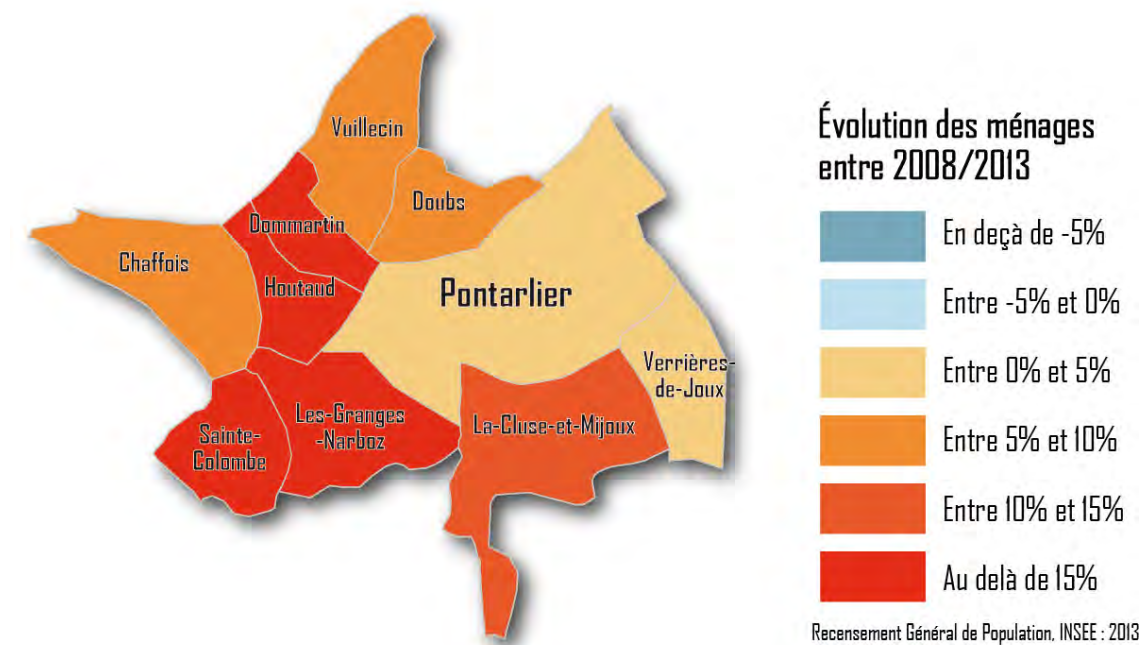 Vuillecin
Doubs
Dommartin
Chaffois
Houtaud
Pontarlier
Verrières-
de-Joux
Les-Granges
-Narboz
La-Cluse-et-Mijoux
Sainte-
Colombe
Évolution des ménages
entre 2008/2013
En deçà de -5%
Entre -5% et 0%
Entre 0% et 5%
Entre 5% et 10%
Entre 10% et 15%
Au delà de 15%
Recensement Général de Population, INSEE : 2013